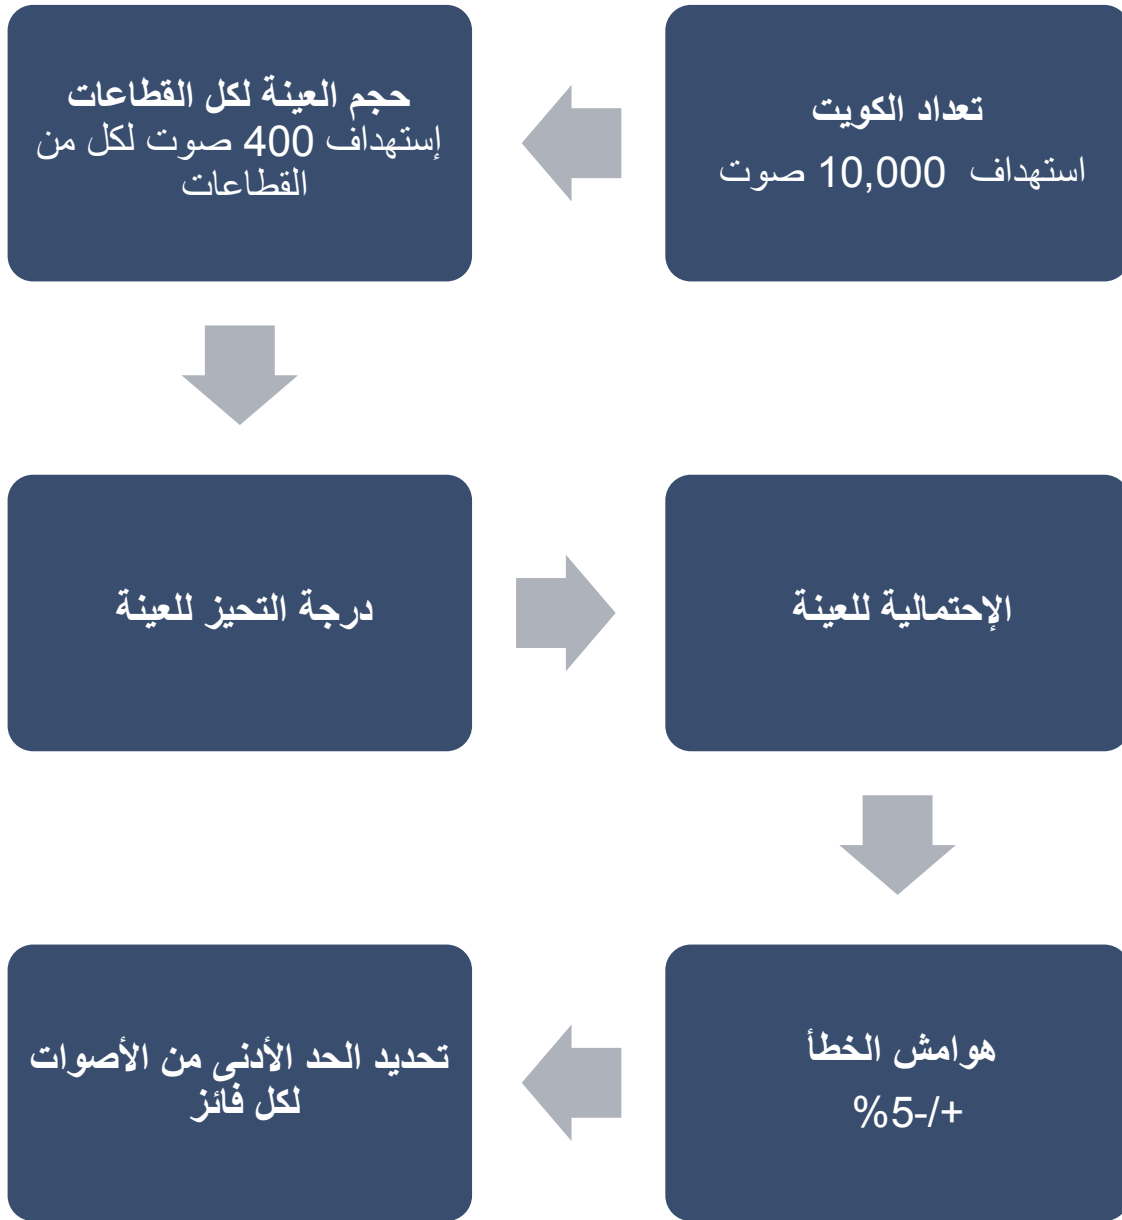 تعداد الكويت
استهداف 10,000 صوت
حجم العينة لكل القطاعات
إستهداف 400 صوت لكل من
القطاعات
درجة التحيز للعينة
الإحتمالية للعينة
هوامش الخطأ
%5-/+
تحديد الحد الأدنى من الأصوات
لكل فائز